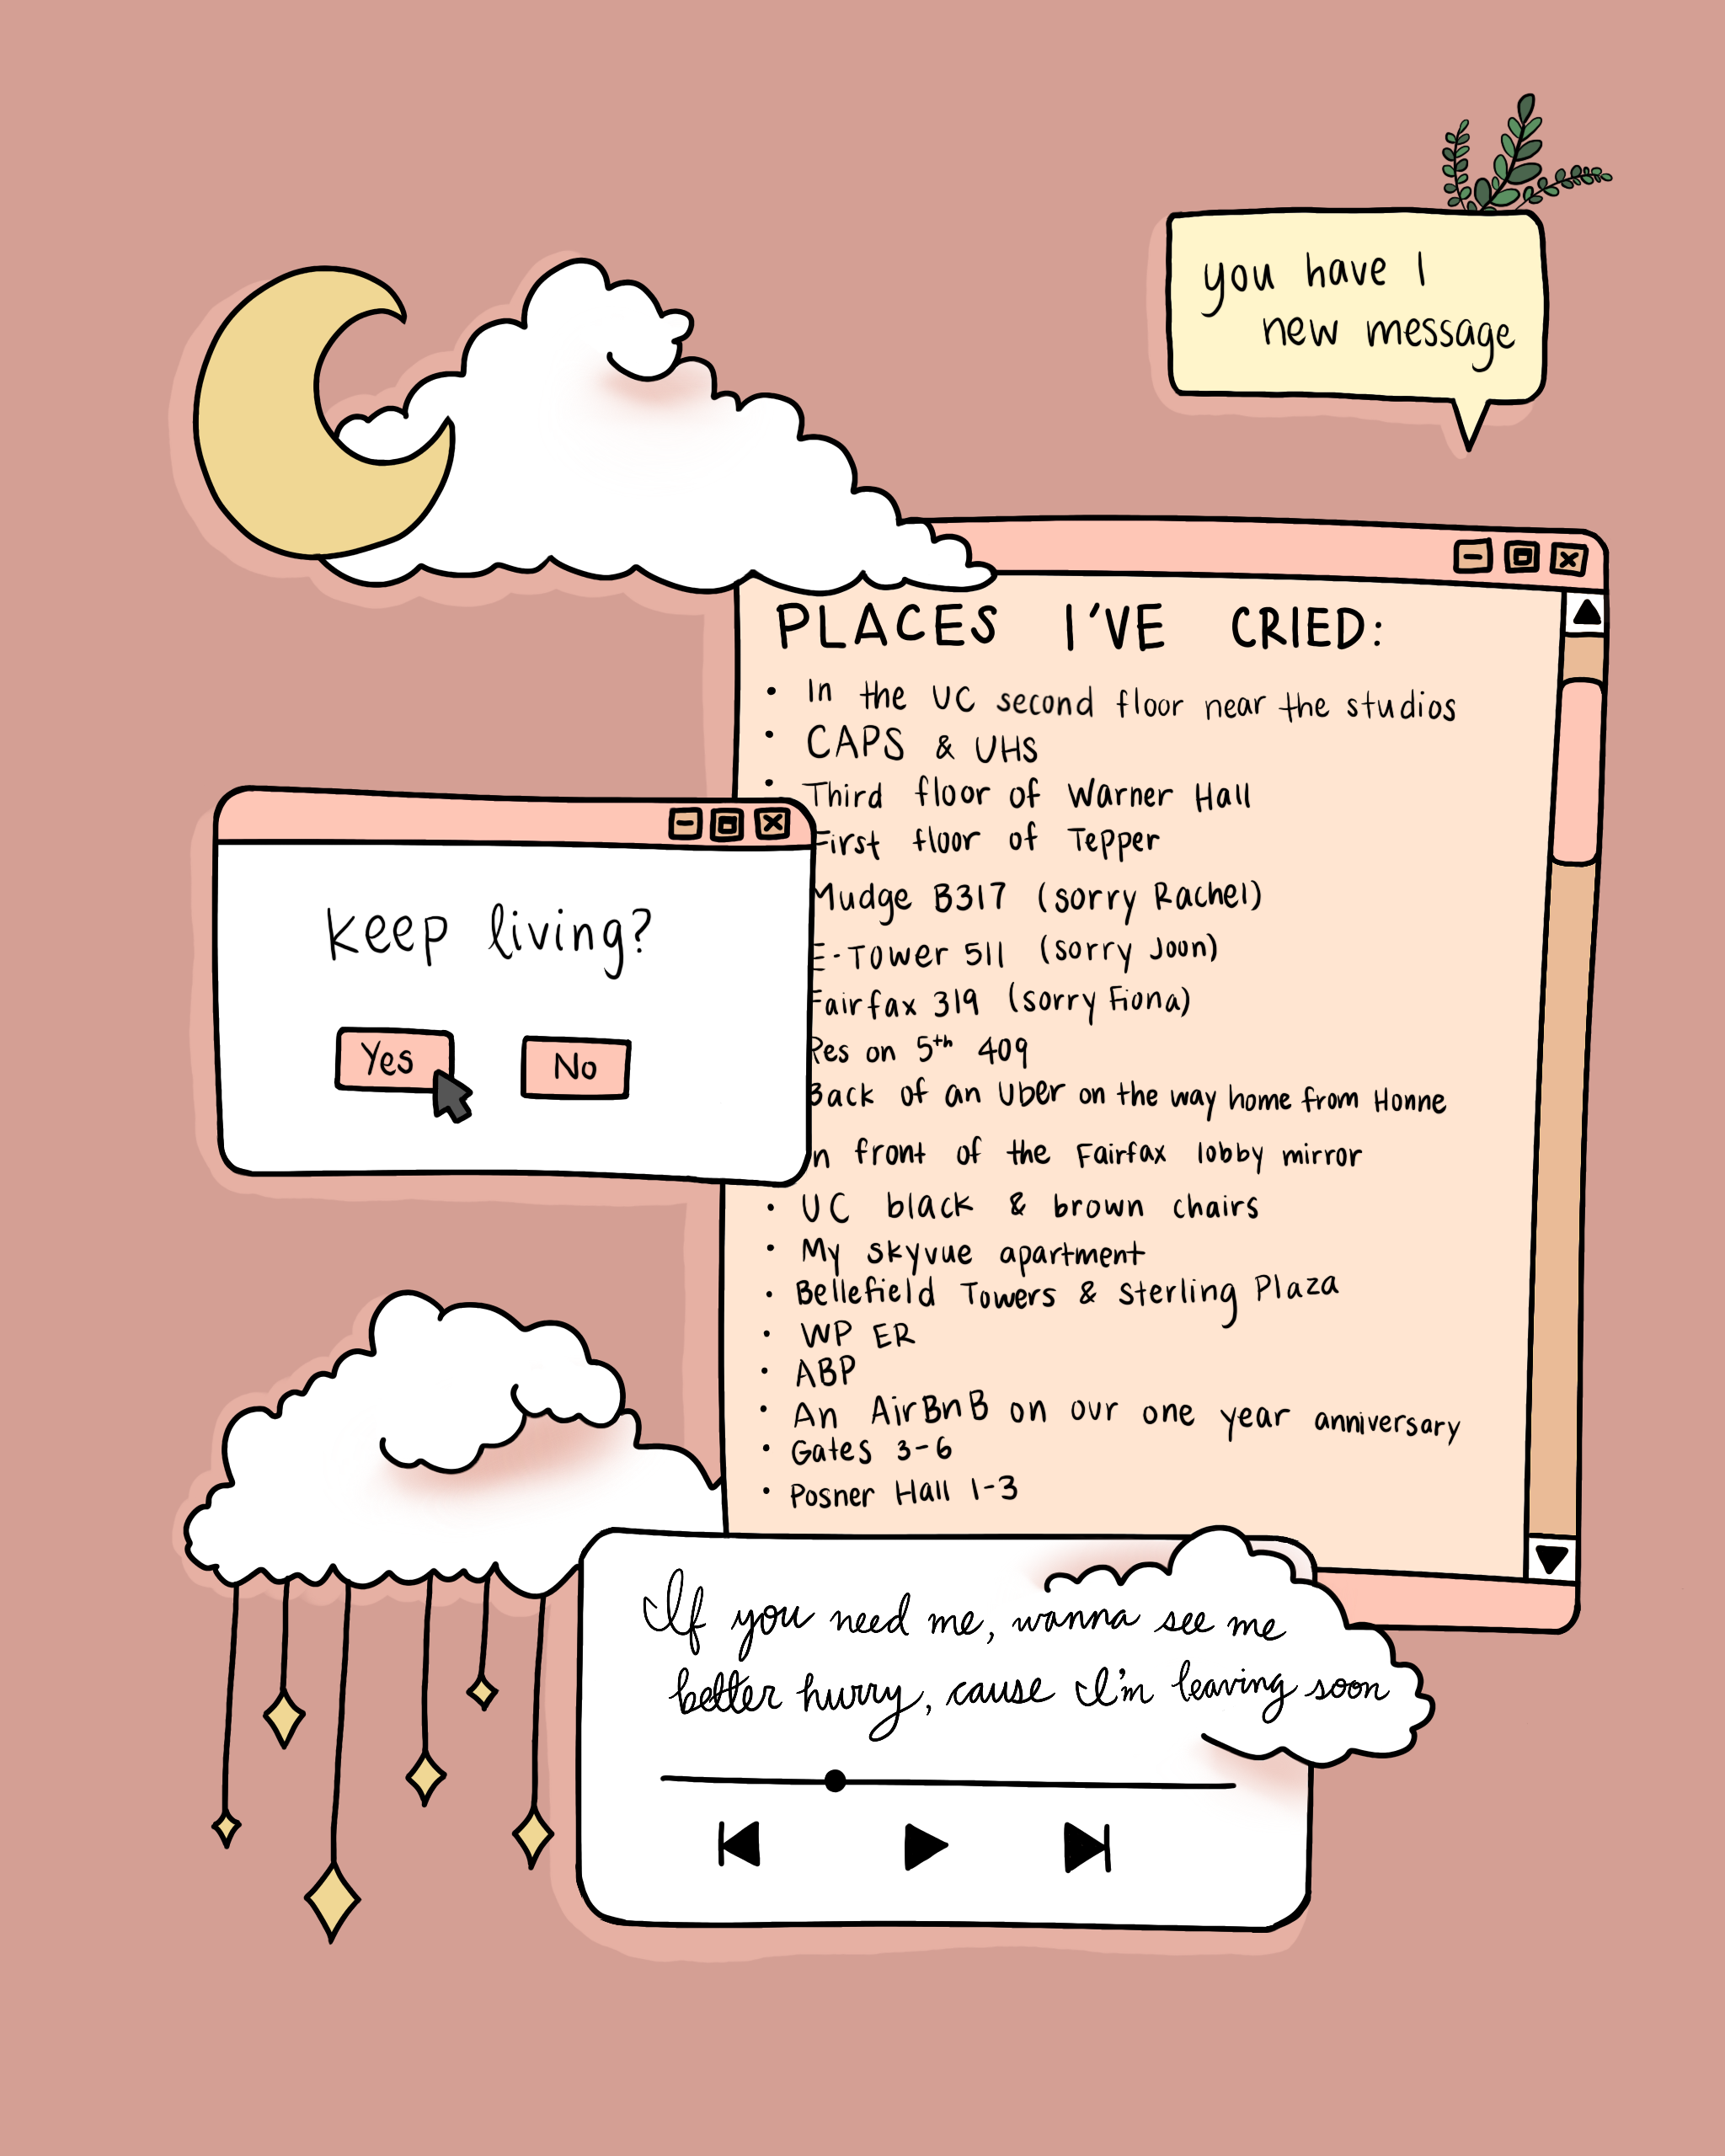 you have 1
new message
PLACES I'VE CRIED:
• In the UC second floor near the studios
• CAPS & UHS
• Third floor of Warner Hall
First floor of Tepper
Mudge B317 (sorry Rachel)
E-Tower 511 (sorry Joon)
Fairfax 319 (sorry Fiona)
Res on 5th 409
Back of an Uber on the way home from Honne
In front of the Fairfax lobby mirror
• UC black & brown chairs
• My skyvue apartment
• Bellefield Towers & Sterling Plaza
• WP ER
• ABP
• An AirBnB on our one year anniversary
• Gates 3-6
• Posner Hall 1-3
Keep living?
Yes No
If you need me, wanna see me
better hurry, cause I'm leaving soon